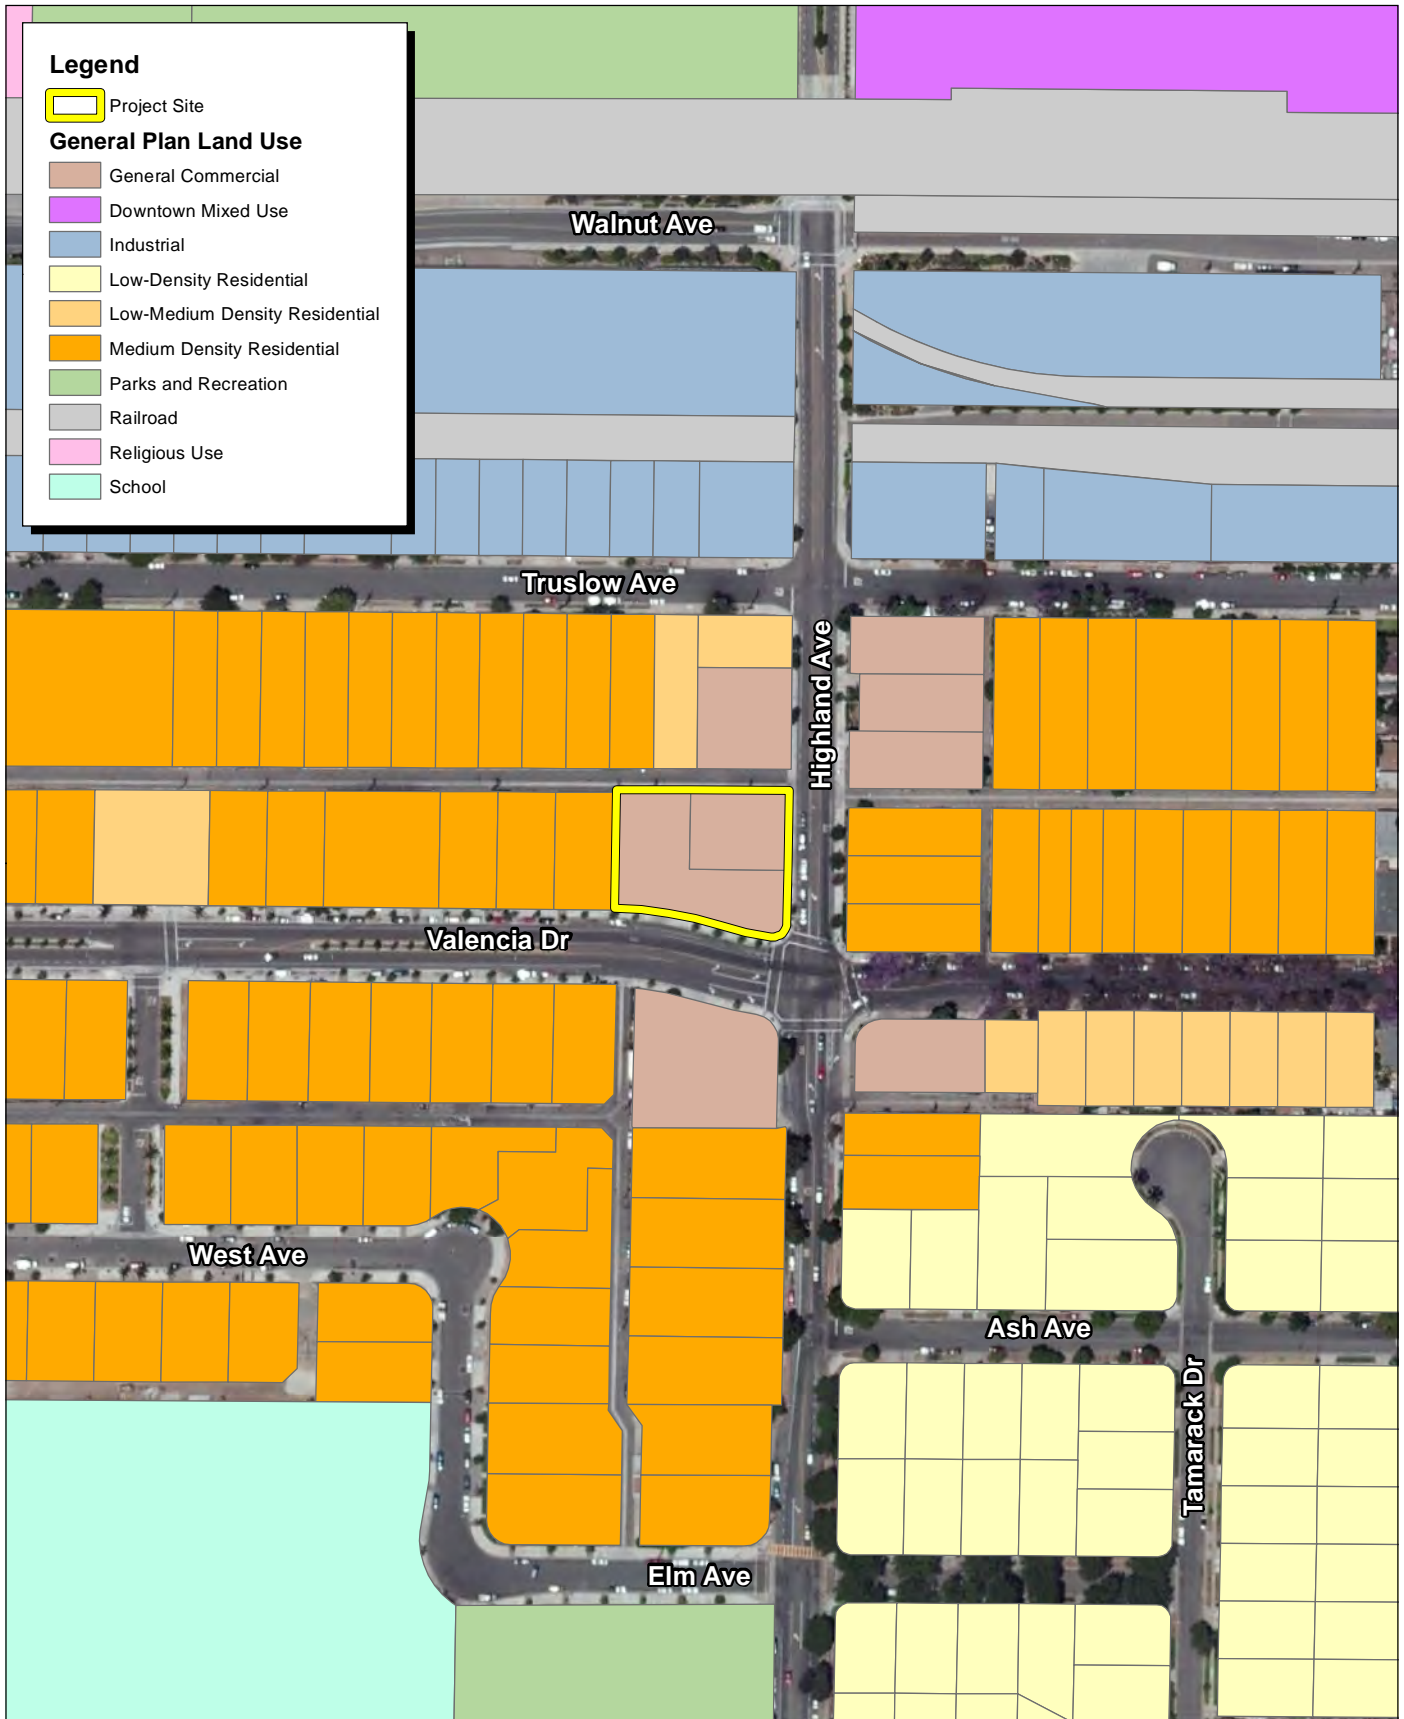 Legend
Project Site
General Plan Land Use
General Commercial
Downtown Mixed Use
Industrial
Low-Density Residential
Low-Medium Density Residential
Medium Density Residential
Parks and Recreation
Railroad
Religious Use
School
Walnut Ave
Truslow Ave
Highland Ave
Valencia Dr
West Ave
Ash Ave
Tamarack Dr
Elm Ave